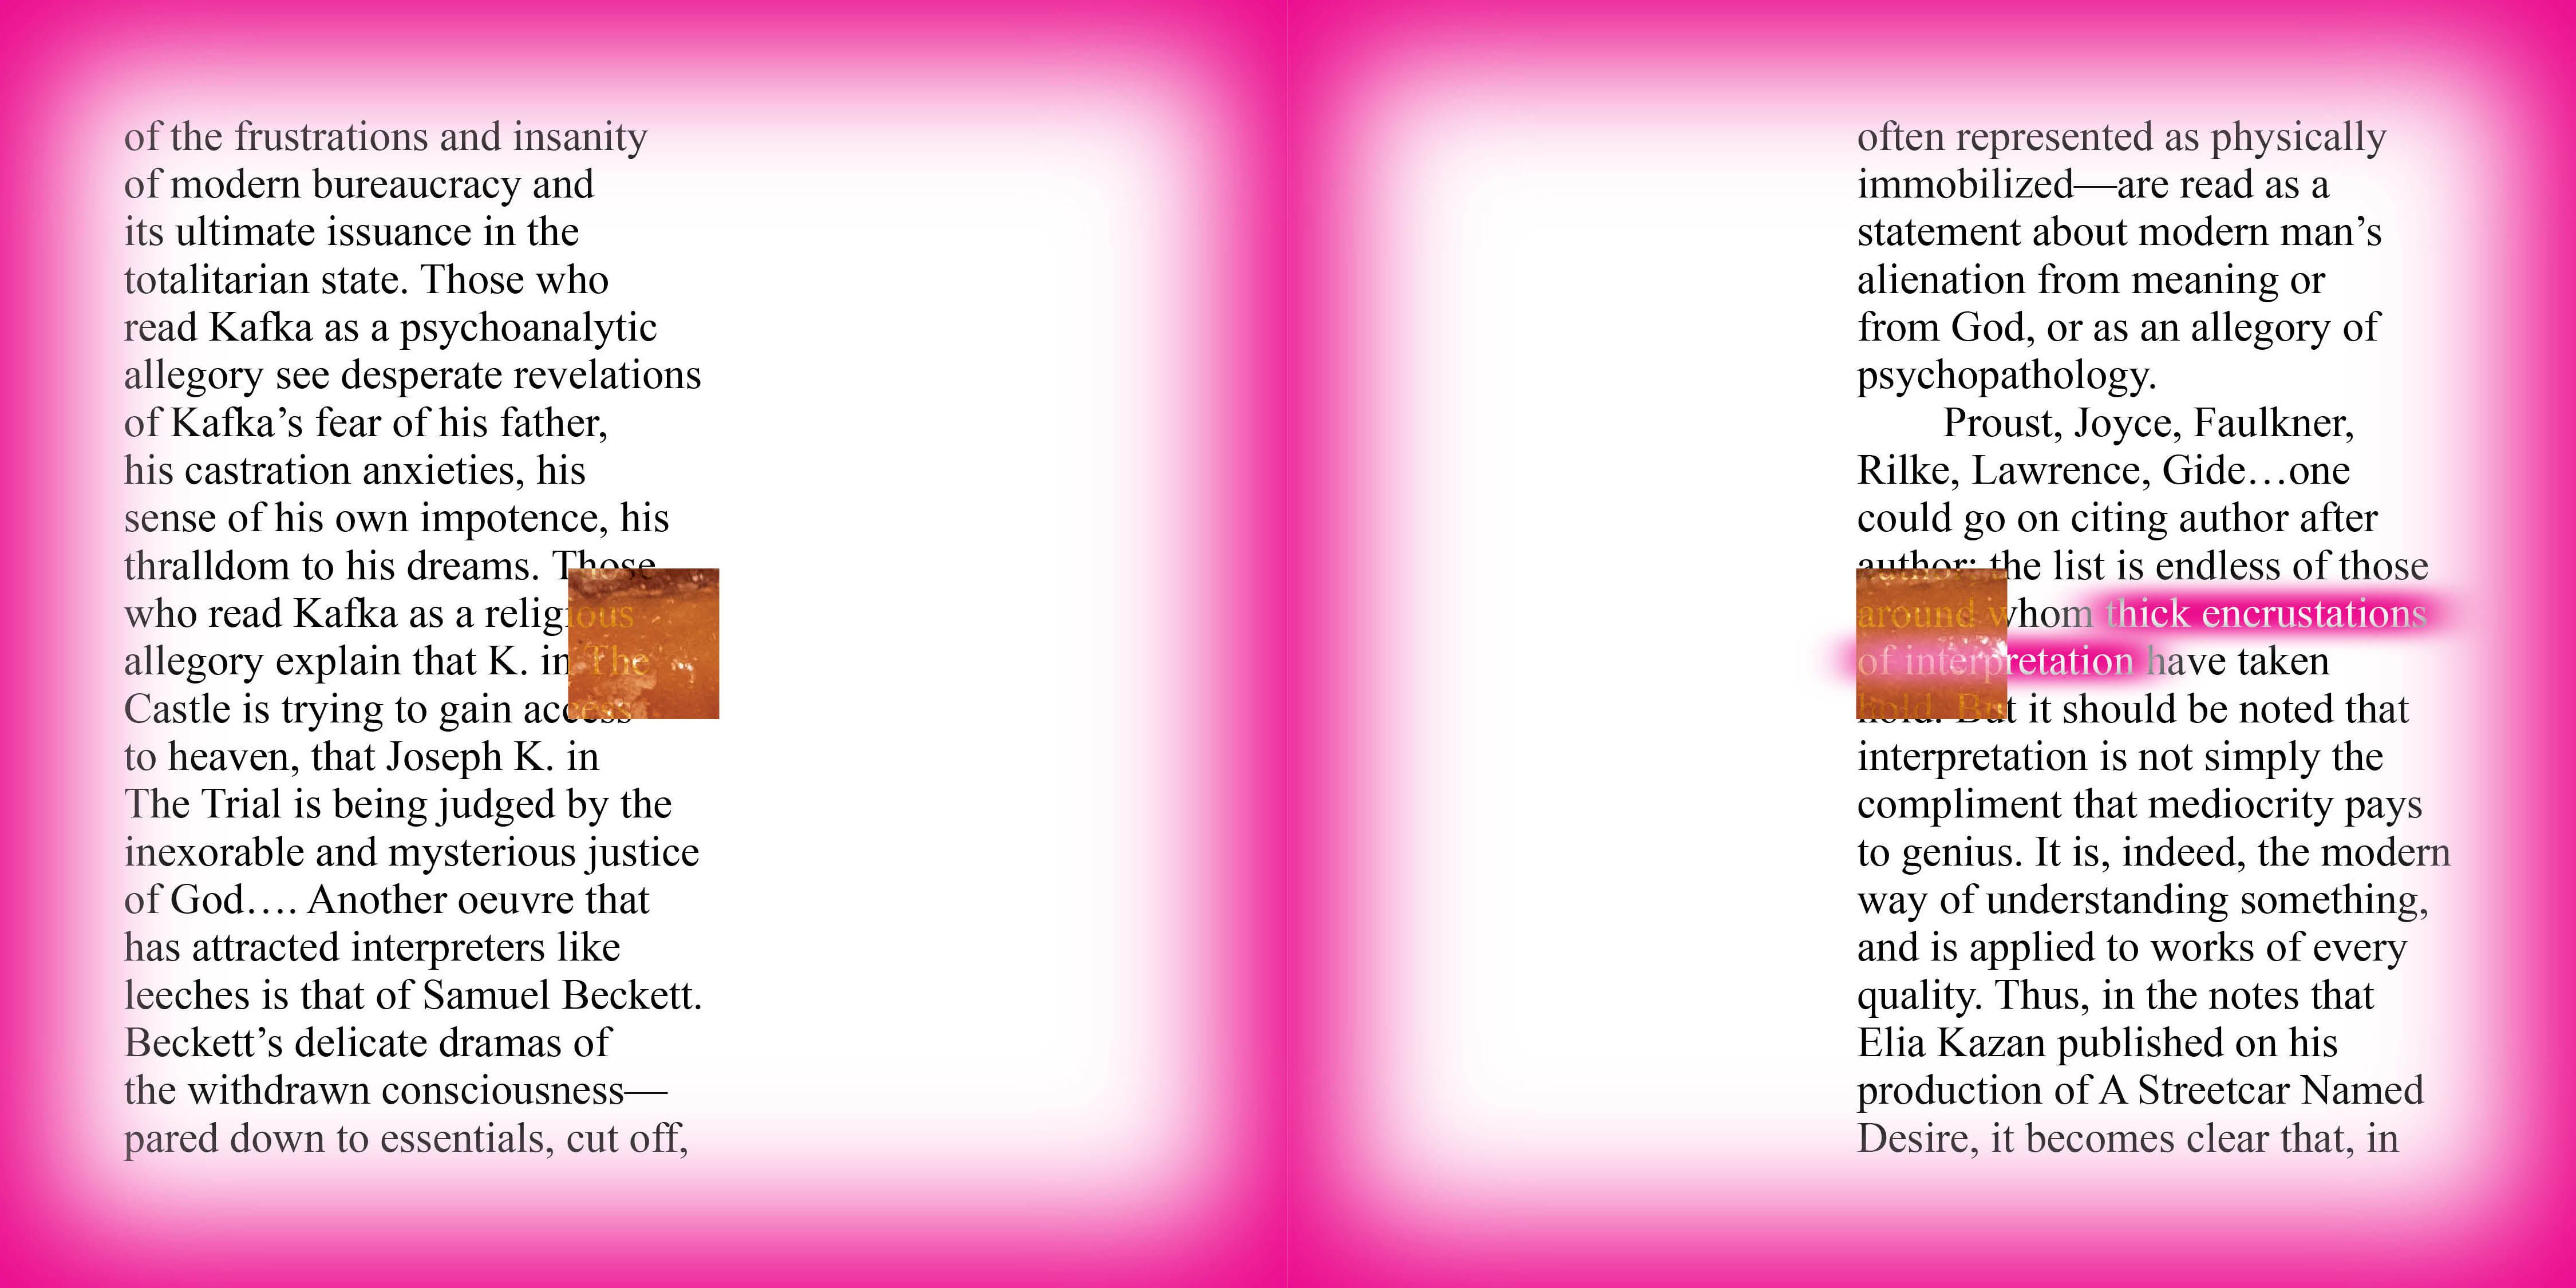 of the frustrations and insanity
of modern bureaucracy and
its ultimate issuance in the
totalitarian state. Those who
read Kafka as a psychoanalytic
allegory see desperate revelations
of Kafka’s fear of his father,
his castration anxieties, his
sense of his own impotence, his
thralldom to his dreams. Those
who read Kafka as a religious
allegory explain that K. in The
Castle is trying to gain access
to heaven, that Joseph K. in
The Trial is being judged by the
inexorable and mysterious justice
of God…. Another oeuvre that
has attracted interpreters like
leeches is that of Samuel Beckett.
Beckett’s delicate dramas of
the withdrawn consciousness—
pared down to essentials, cut off,
often represented as physically
immobilized—are read as a
statement about modern man’s
alienation from meaning or
from God, or as an allegory of
psychopathology.
Proust, Joyce, Faulkner,
Rilke, Lawrence, Gide…one
could go on citing author after
author; the list is endless of those
around whom thick encrustations
of interpretation have taken
hold. But it should be noted that
interpretation is not simply the
compliment that mediocrity pays
to genius. It is, indeed, the modern
way of understanding something,
and is applied to works of every
quality. Thus, in the notes that
Elia Kazan published on his
production of A Streetcar Named
Desire, it becomes clear that, in